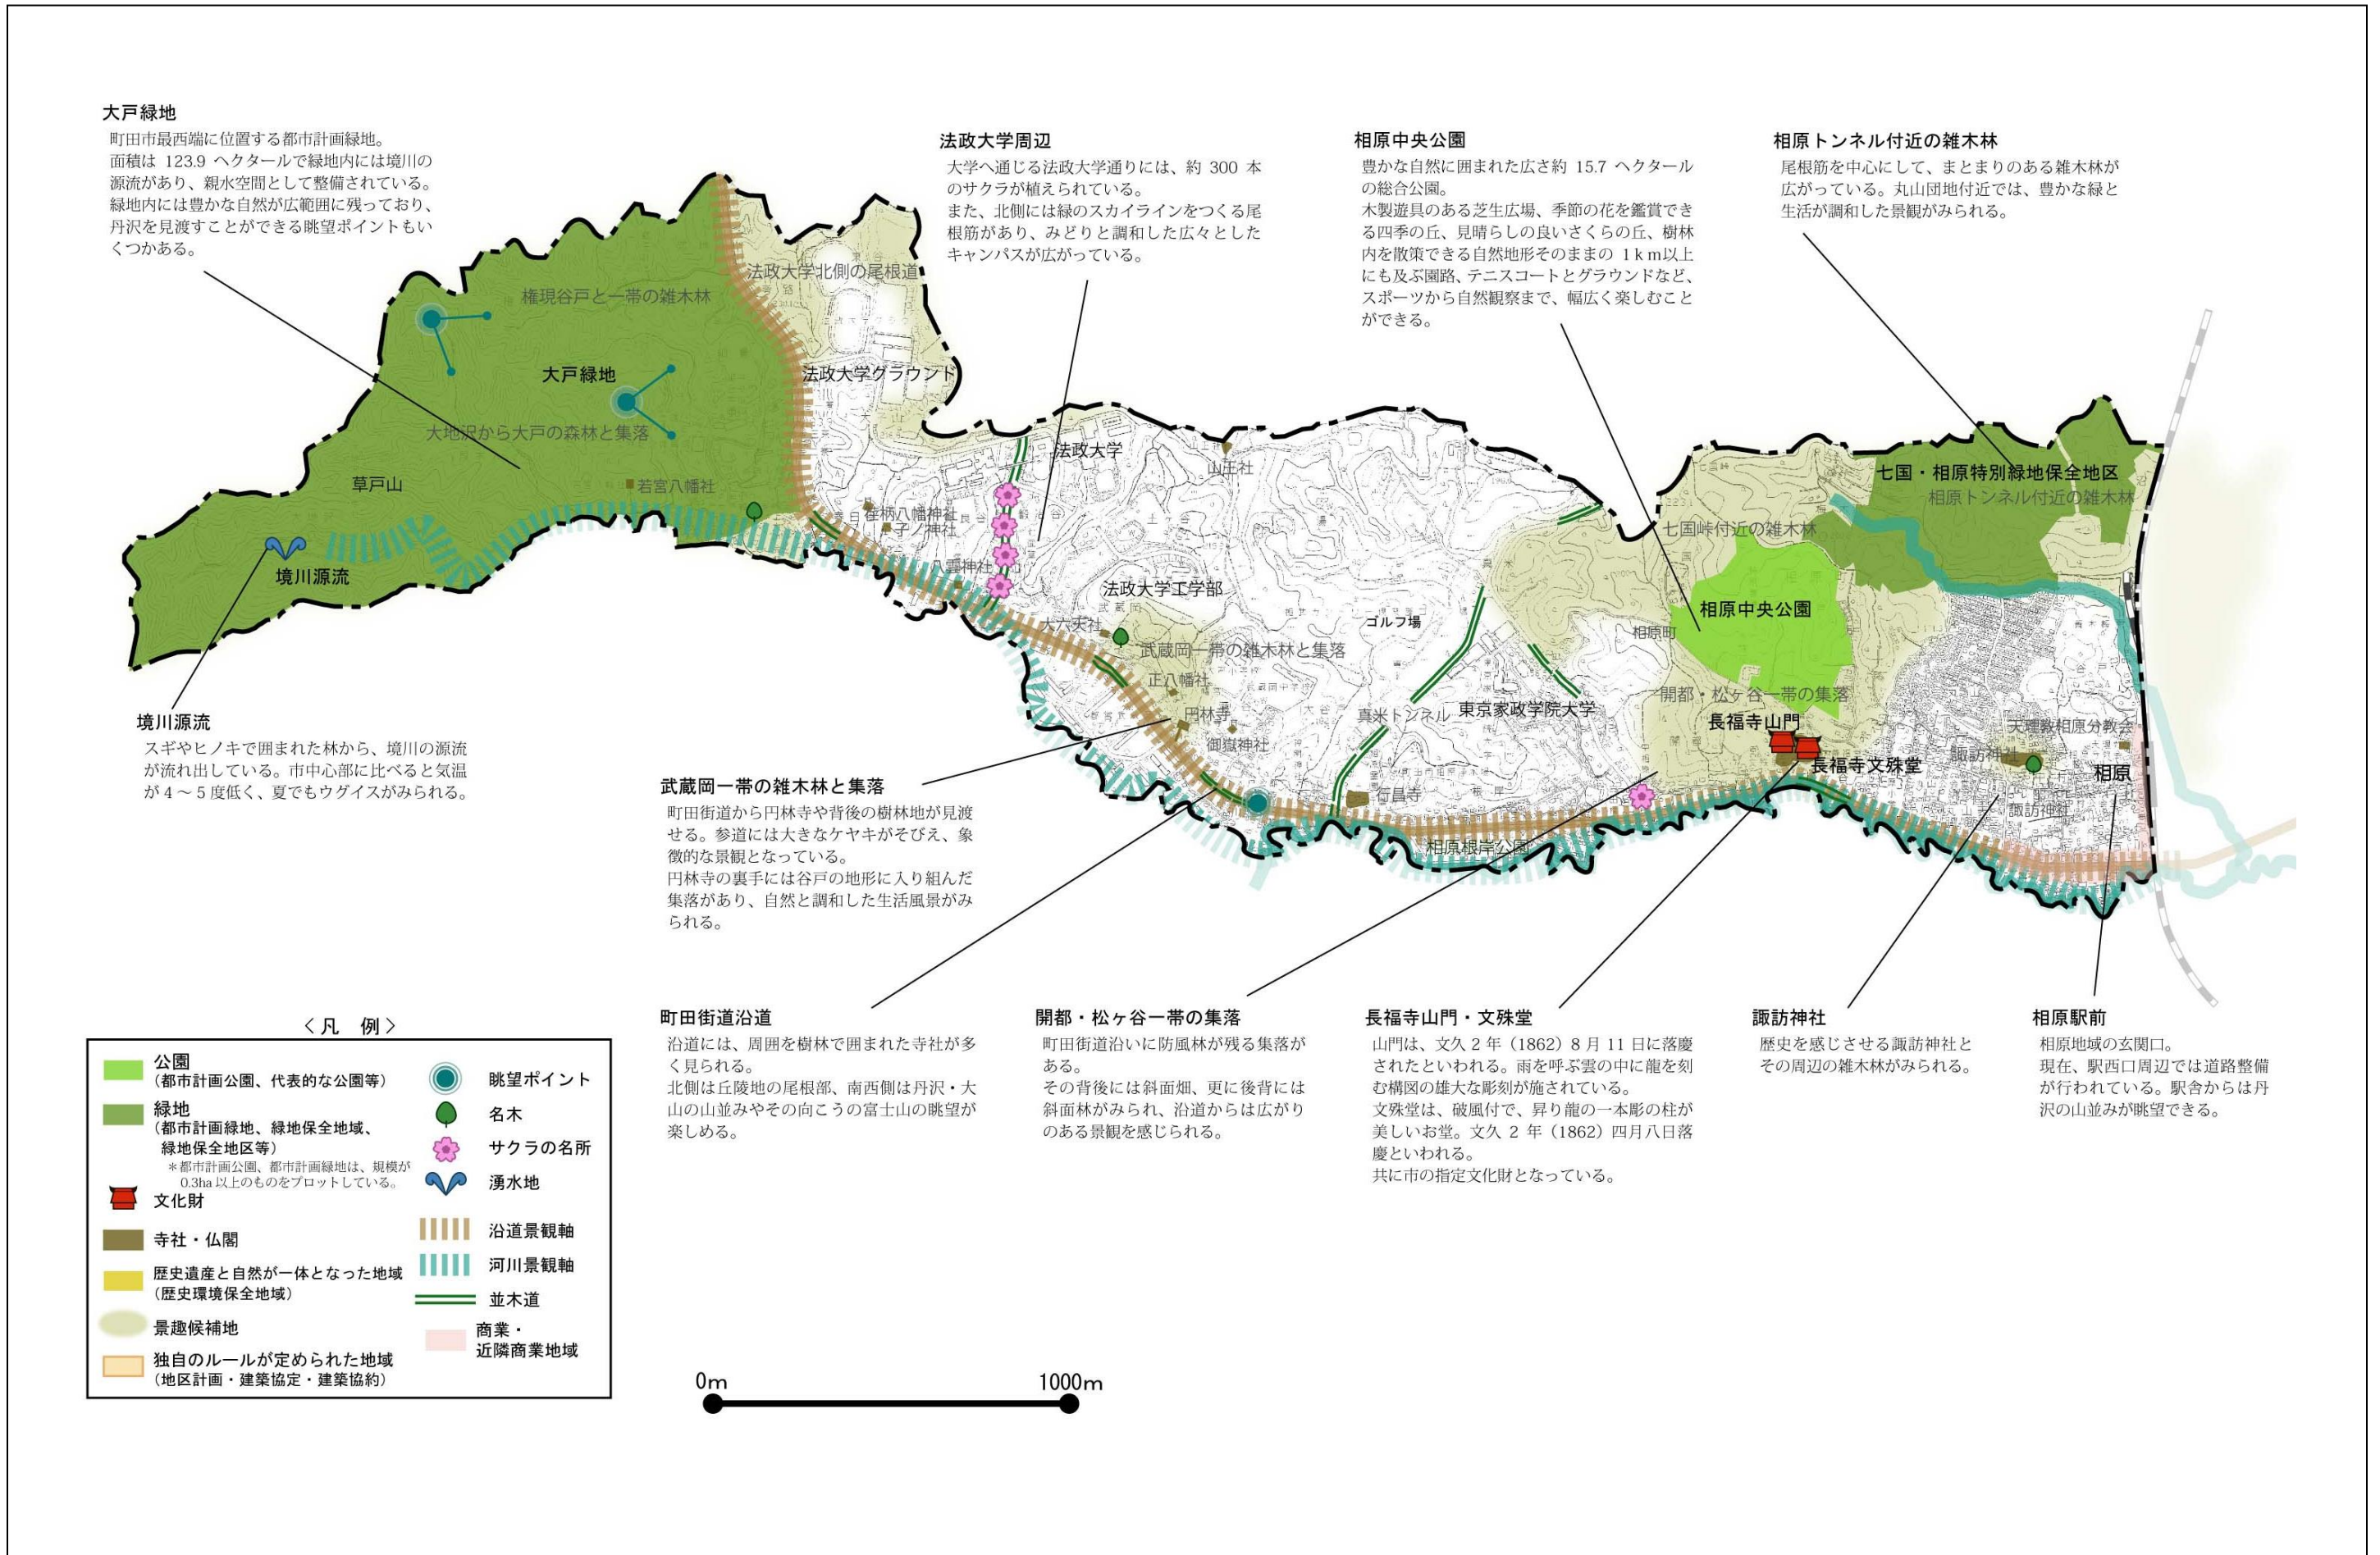 大戸緑地
町田市最西端に位置する都市計画緑地。
面積は 123.9 ヘクタールで緑地内には境川の
源流があり、親水空間として整備されている。
緑地内には豊かな自然が広範囲に残っており、
丹沢を見渡すことができる眺望ポイントもい
くつかある。
法政大学周辺
大学へ通じる法政大学通りには、約 300 本
のサクラが植えられている。
また、北側には緑のスカイラインをつくる尾
根筋があり、みどりと調和した広々とした
キャンパスが広がっている。
相原中央公園
豊かな自然に囲まれた広さ約 15.7 ヘクタール
の総合公園。
木製遊具のある芝生広場、季節の花を鑑賞でき
る四季の丘、見晴らしの良いさくらの丘、樹林
内を散策できる自然地形そのままの 1km以上
にも及ぶ園路、テニスコートとグラウンドなど、
スポーツから自然観察まで、幅広く楽しむこと
ができる。
相原トンネル付近の雑木林
尾根筋を中心にして、まとまりのある雑木林が
広がっている。丸山団地付近では、豊かな緑と
生活が調和した景観がみられる。
法政大学北側の尾根道
権現谷戸と一帯の雑木林
大戸緑地
法政大学グラウンド
大地沢から大戸の森林と集落
草戸山
若宮八幡社
境川源流
法政大学
山王社
荏柄八幡神社
子ノ神社
八雲神社
法政大学工学部
大六天社
武蔵岡一帯の雑木林と集落
正八幡社
円林寺
御嶽神社
ゴルフ場
真米トンネル
東京家政学院大学
行昌寺
相原根岸公園
七国・相原特別緑地保全地区
相原トンネル付近の雑木林
七国峠付近の雑木林
相原中央公園
相原町
開都・松ヶ谷一帯の集落
長福寺山門
長福寺文殊堂
天理教相原分教会
諏訪神社
相原
諏訪神社
境川源流
スギやヒノキで囲まれた林から、境川の源流
が流れ出している。市中心部に比べると気温
が４～５度低く、夏でもウグイスがみられる。
武蔵岡一帯の雑木林と集落
町田街道から円林寺や背後の樹林地が見渡
せる。参道には大きなケヤキがそびえ、象
徴的な景観となっている。
円林寺の裏手には谷戸の地形に入り組んだ
集落があり、自然と調和した生活風景がみ
られる。
町田街道沿道
沿道には、周囲を樹林で囲まれた寺社が多
く見られる。
北側は丘陵地の尾根部、南西側は丹沢・大
山の山並みやその向こうの富士山の眺望が
楽しめる。
開都・松ヶ谷一帯の集落
町田街道沿いに防風林が残る集落が
ある。
その背後には斜面畑、更に後背には
斜面林がみられ、沿道からは広がり
のある景観を感じられる。
長福寺山門・文殊堂
山門は、文久２年（1862）8 月 11 日に落慶
されたといわれる。雨を呼ぶ雲の中に龍を刻
む構図の雄大な彫刻が施されている。
文殊堂は、破風付で、昇り龍の一本彫の柱が
美しいお堂。文久 2 年（1862）四月八日落
慶といわれる。
共に市の指定文化財となっている。
諏訪神社
歴史を感じさせる諏訪神社と
その周辺の雑木林がみられる。
相原駅前
相原地域の玄関口。
現在、駅西口周辺では道路整備
が行われている。駅舎からは丹
沢の山並みが眺望できる。
＜凡　例＞
公園
（都市計画公園、代表的な公園等）
緑地
（都市計画緑地、緑地保全地域、
緑地保全地区等）
＊都市計画公園、都市計画緑地は、規模が
0.3ha 以上のものをプロットしている。
文化財
寺社・仏閣
歴史遺産と自然が一体となった地域
（歴史環境保全地域）
景趣候補地
独自のルールが定められた地域
（地区計画・建築協定・建築協約）
眺望ポイント
名木
サクラの名所
湧水地
沿道景観軸
河川景観軸
並木道
商業・
近隣商業地域
0m
1000m